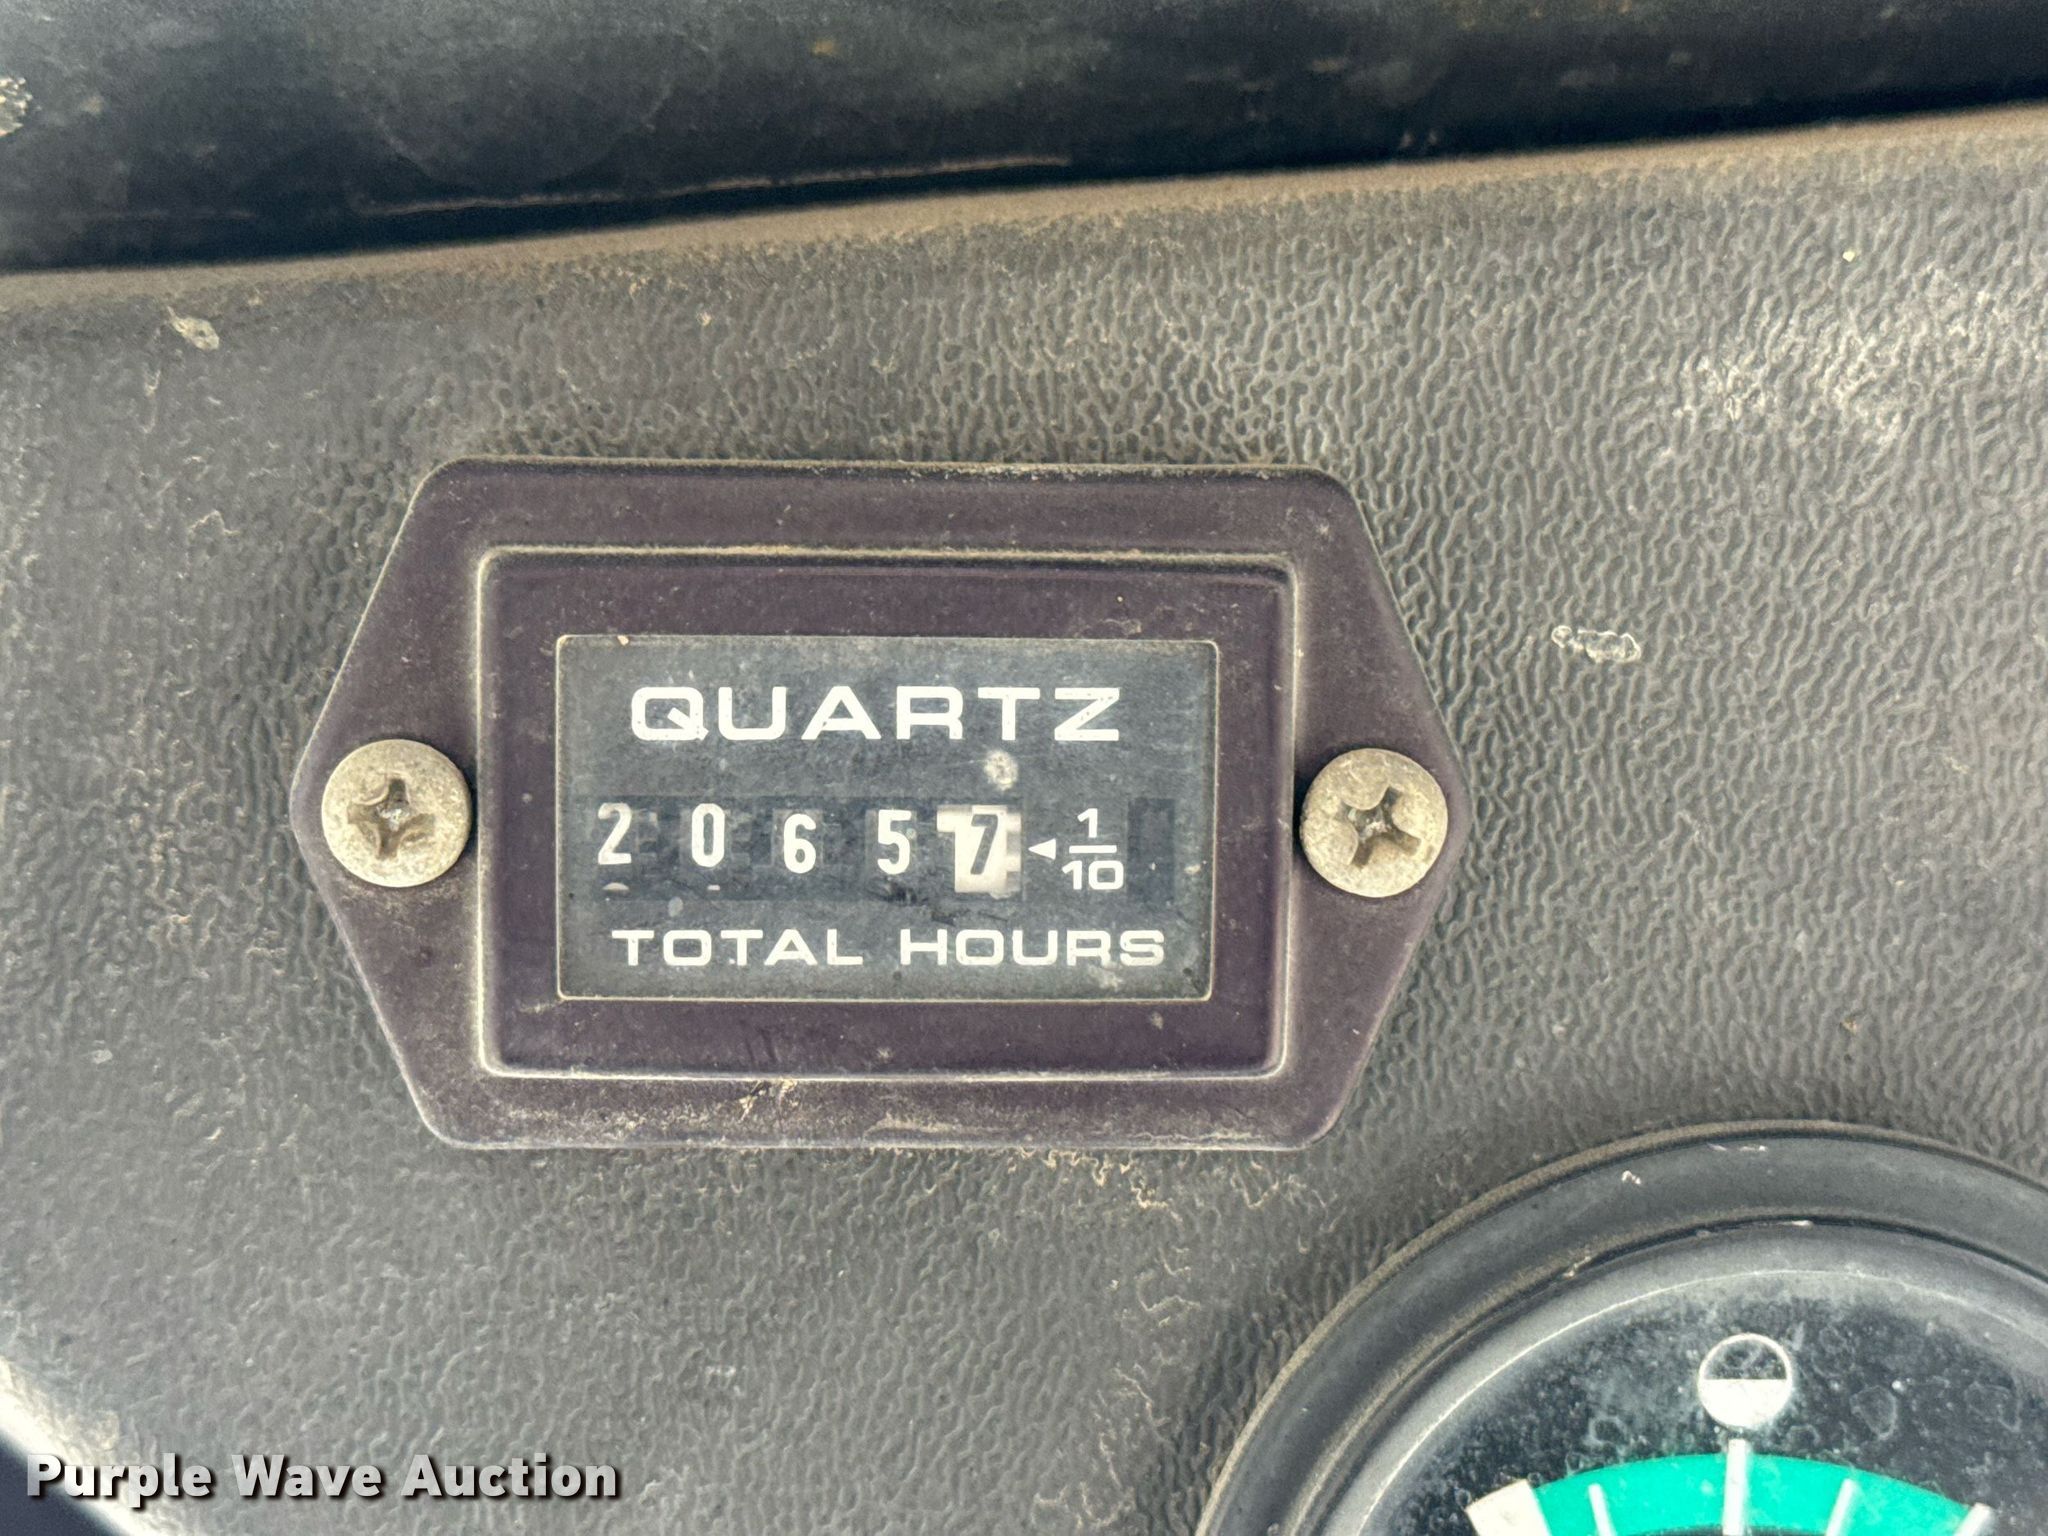 QUARTZ
2 0 6 5 7 ◄ 1/10
TOTAL HOURS
Purple Wave Auction